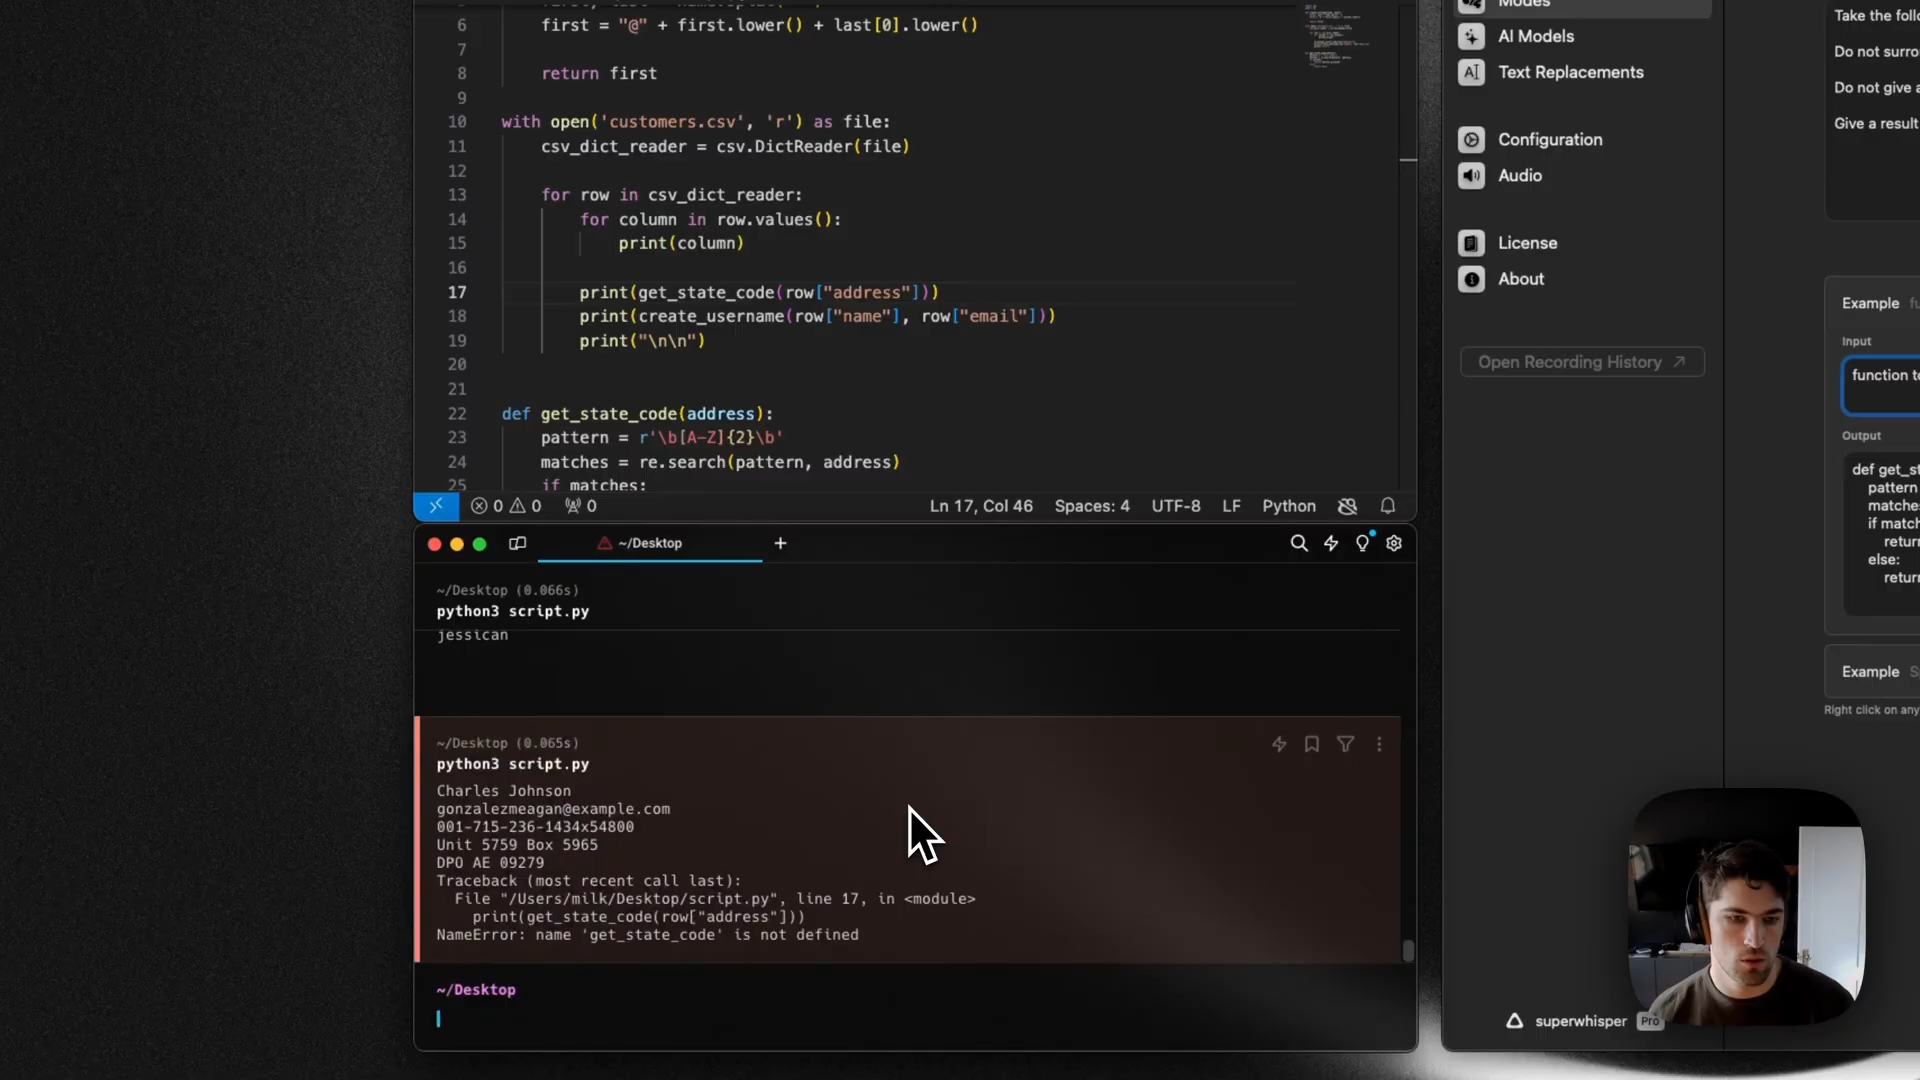 6 first = "@" + first.lower() + last[0].lower()
7
8 return first
9
10 with open('customers.csv', 'r') as file:
11 csv_dict_reader = csv.DictReader(file)
12
13 for row in csv_dict_reader:
14 for column in row.values():
15 print(column)
16
17 print(get_state_code(row["address"]))
18 print(create_username(row["name"], row["email"]))
19 print("\n\n")
20
21
22 def get_state_code(address):
23 pattern = r'\b[A-Z]{2}\b'
24 matches = re.search(pattern, address)
25 if matches:
0 0 0 Ln 17, Col 46 Spaces: 4 UTF-8 LF Python
~/Desktop +
~/Desktop (0.066s)
python3 script.py
jessican
~/Desktop (0.065s)
python3 script.py
Charles Johnson
gonzalezmeagan@example.com
001-715-236-1434x54800
Unit 5759 Box 5965
DPO AE 09279
Traceback (most recent call last):
File "/Users/milk/Desktop/script.py", line 17, in <module>
print(get_state_code(row["address"]))
NameError: name 'get_state_code' is not defined
~/Desktop
Modes
AI Models
Text Replacements
Configuration
Audio
License
About
Open Recording History ↗
superwhisper Pro
Take the follo
Do not surro
Do not give a
Give a result
Example fu
Input
function to
Output
def get_st
pattern
matches
if match
return
else:
return
Example S
Right click on any